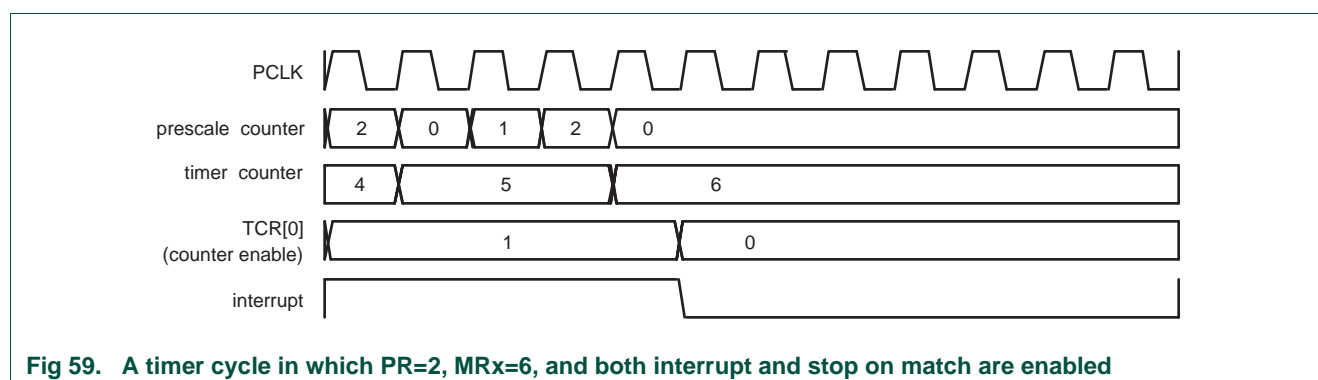 PCLK
prescale counter 2 0 1 2 0
timer counter 4 5 6
TCR[0]
(counter enable) 1 0
interrupt
Fig 59. A timer cycle in which PR=2, MRx=6, and both interrupt and stop on match are enabled